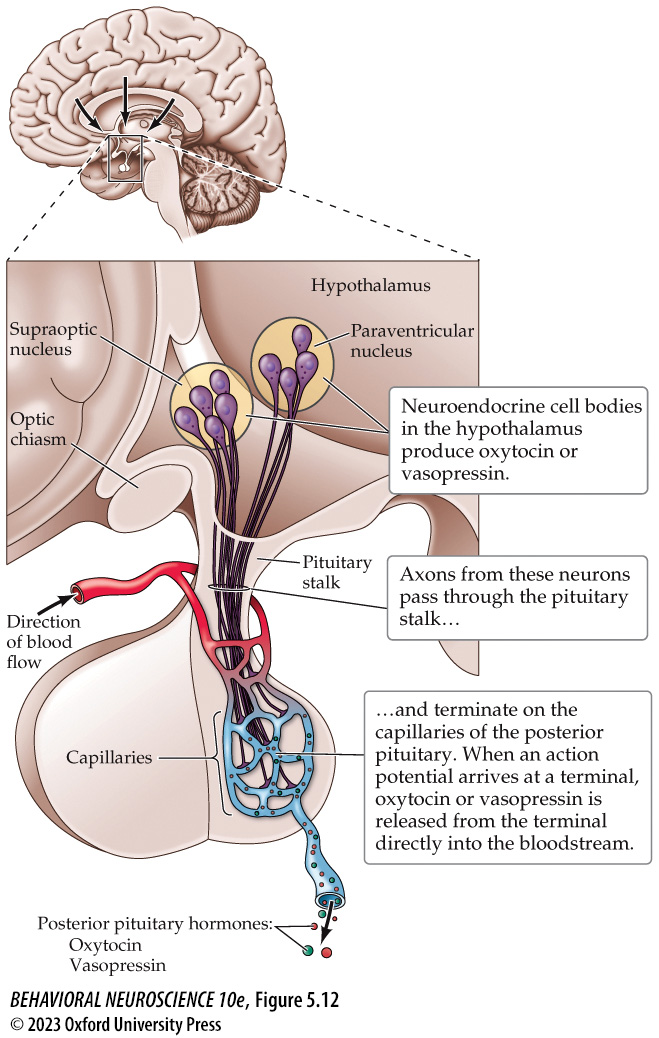 Hypothalamus
Supraoptic
nucleus
Paraventricular
nucleus
Optic
chiasm
Neuroendocrine cell bodies
in the hypothalamus
produce oxytocin or
vasopressin.
Pituitary
stalk
Axons from these neurons
pass through the pituitary
stalk…
Direction
of blood
flow
…and terminate on the
capillaries of the posterior
pituitary. When an action
potential arrives at a terminal,
oxytocin or vasopressin is
released from the terminal
directly into the bloodstream.
Capillaries
Posterior pituitary hormones:
Oxytocin
Vasopressin
BEHAVIORAL NEUROSCIENCE 10e, Figure 5.12
© 2023 Oxford University Press